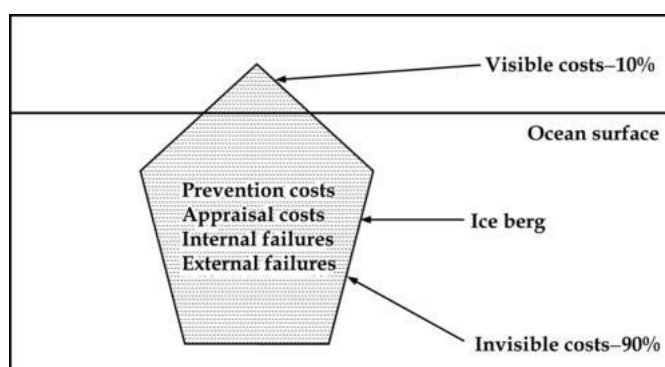 Visible costs–10%
Ocean surface
Prevention costs
Appraisal costs
Internal failures
External failures
Ice berg
Invisible costs–90%